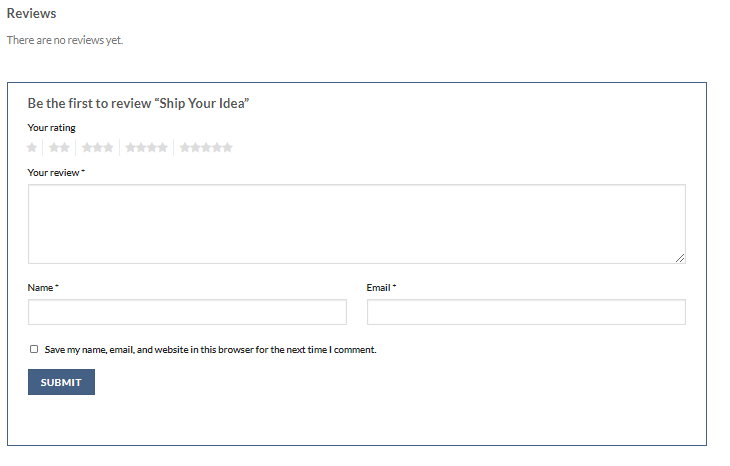 Reviews
There are no reviews yet.
Be the first to review “Ship Your Idea”
Your rating
Your review *
Name *
Email *
Save my name, email, and website in this browser for the next time I comment.
SUBMIT